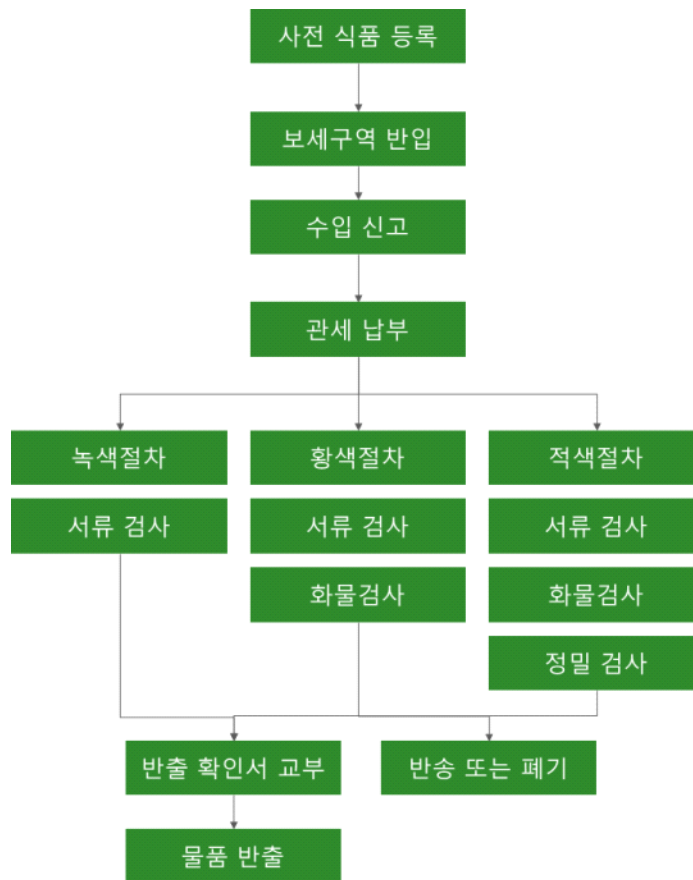 사전 식품 등록
보세구역 반입
수입 신고
관세 납부
녹색절차
황색절차
적색절차
서류 검사
서류 검사
서류 검사
화물검사
화물검사
정밀 검사
반출 확인서 교부
반송 또는 폐기
물품 반출